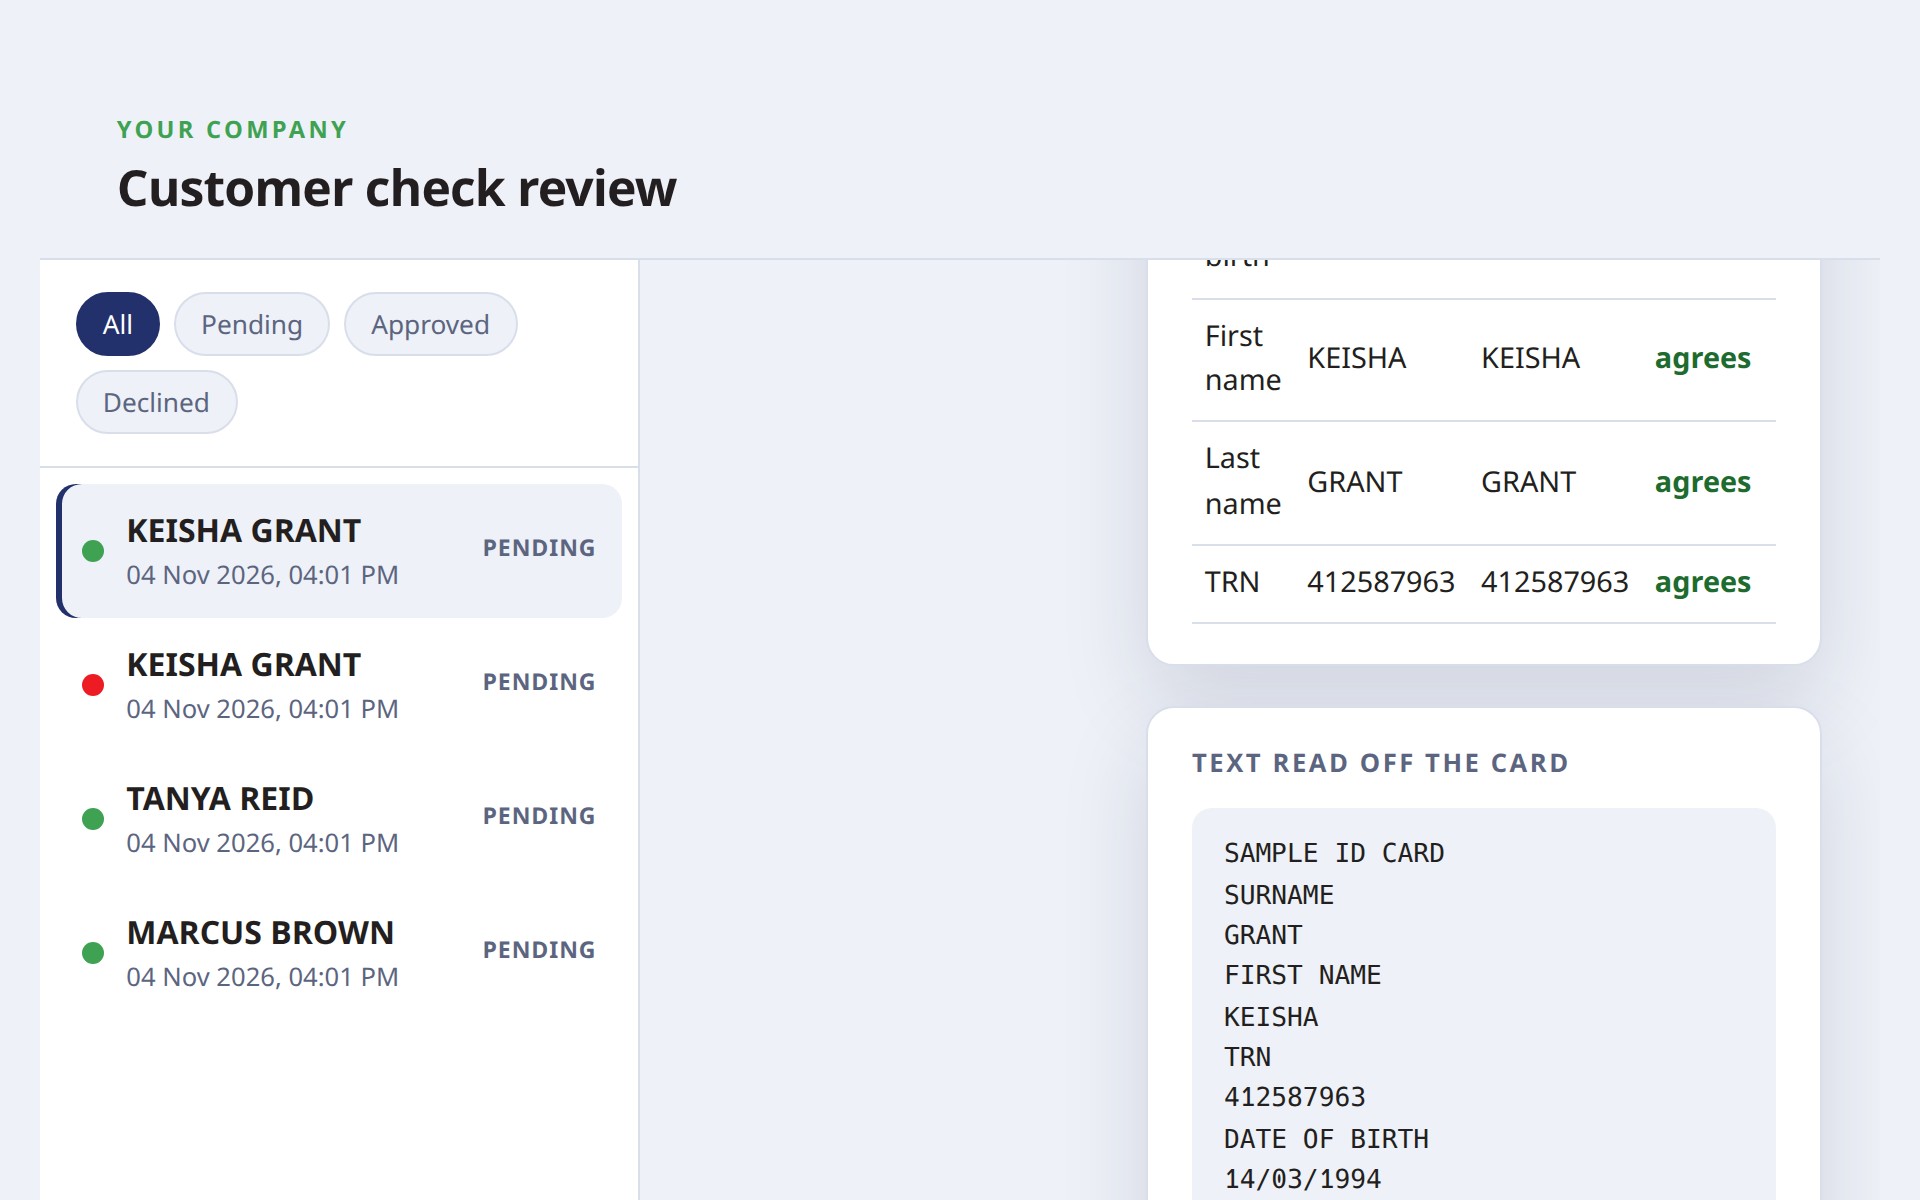 YOUR COMPANY
Customer check review
All
Pending
Approved
Declined
KEISHA GRANT
04 Nov 2026, 04:01 PM
PENDING
KEISHA GRANT
04 Nov 2026, 04:01 PM
PENDING
TANYA REID
04 Nov 2026, 04:01 PM
PENDING
MARCUS BROWN
04 Nov 2026, 04:01 PM
PENDING
birth
First name KEISHA KEISHA agrees
Last name GRANT GRANT agrees
TRN 412587963 412587963 agrees
TEXT READ OFF THE CARD
SAMPLE ID CARD
SURNAME
GRANT
FIRST NAME
KEISHA
TRN
412587963
DATE OF BIRTH
14/03/1994